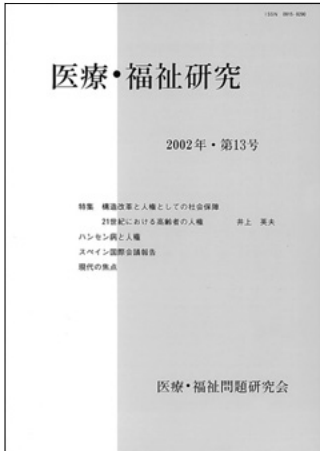 医療・福祉研究
2002年・第13号
特集 構造改革と人権としての社会保障
21世紀における高齢者の人権 井上 英夫
ハンセン病と人権
スペイン国際会議報告
現代の焦点
医療・福祉問題研究会